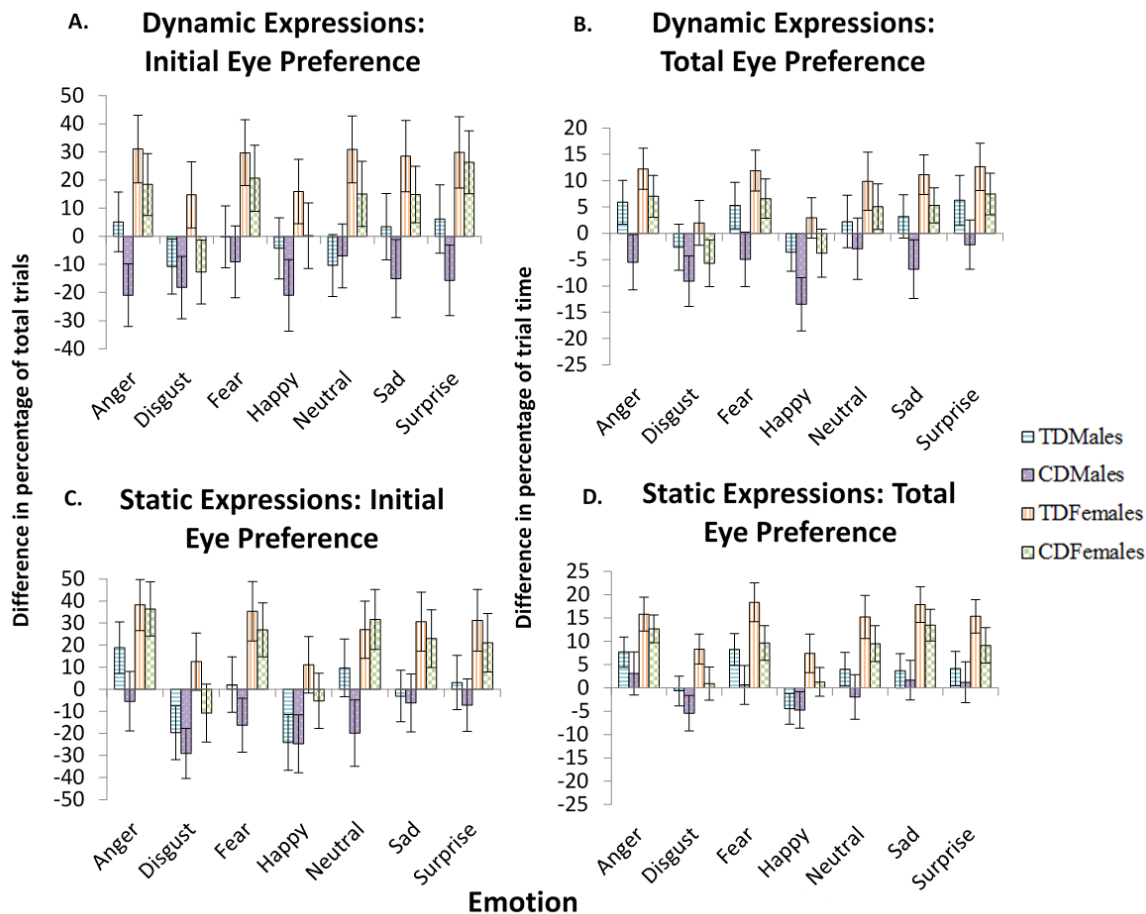 A.
Dynamic Expressions:
Initial Eye Preference
50
40
30
20
10
0
-10
-20
-30
-40
Anger
Disgust
Fear
Happy
Neutral
Sad
Surprise
B.
Dynamic Expressions:
Total Eye Preference
20
15
10
5
0
-5
-10
-15
-20
-25
Anger
Disgust
Fear
Happy
Neutral
Sad
Surprise
Difference in percentage of total trials
Difference in percentage of trial time
TDMales
CDMales
TDFemales
CDFemales
C.
Static Expressions: Initial
Eye Preference
50
40
30
20
10
0
-10
-20
-30
-40
-50
Anger
Disgust
Fear
Happy
Neutral
Sad
Surprise
D.
Static Expressions: Total
Eye Preference
25
20
15
10
5
0
-5
-10
-15
-20
-25
Anger
Disgust
Fear
Happy
Neutral
Sad
Surprise
Emotion